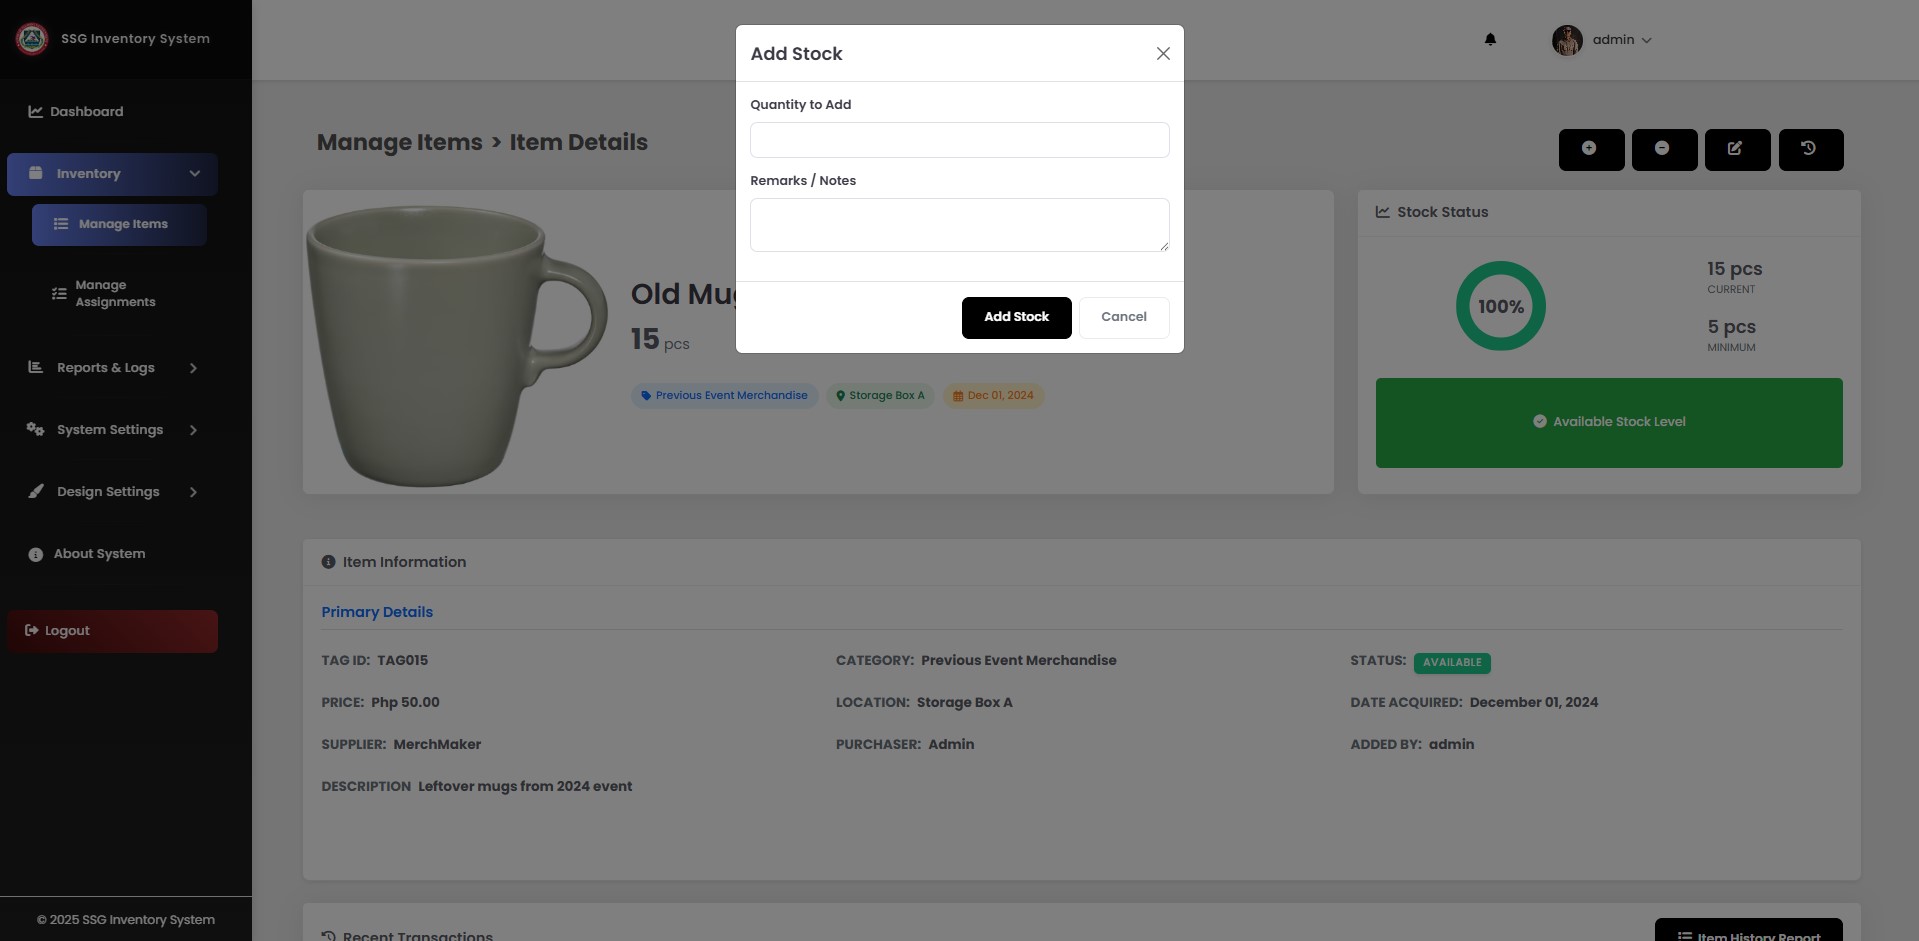 SSG Inventory System
admin
Dashboard
Inventory
Manage Items
Manage
Assignments
Reports & Logs
System Settings
Design Settings
About System
Logout
© 2025 SSG Inventory System
Manage Items > Item Details
Add Stock
Quantity to Add
Remarks / Notes
Add Stock
Cancel
Old Mug
15 pcs
Previous Event Merchandise
Storage Box A
Dec 01, 2024
Stock Status
100%
15 pcs
CURRENT
5 pcs
MINIMUM
Available Stock Level
Item Information
Primary Details
TAG ID: TAG015
CATEGORY: Previous Event Merchandise
STATUS: AVAILABLE
PRICE: Php 50.00
LOCATION: Storage Box A
DATE ACQUIRED: December 01, 2024
SUPPLIER: MerchMaker
PURCHASER: Admin
ADDED BY: admin
DESCRIPTION Leftover mugs from 2024 event
Recent Transactions
Item History Report